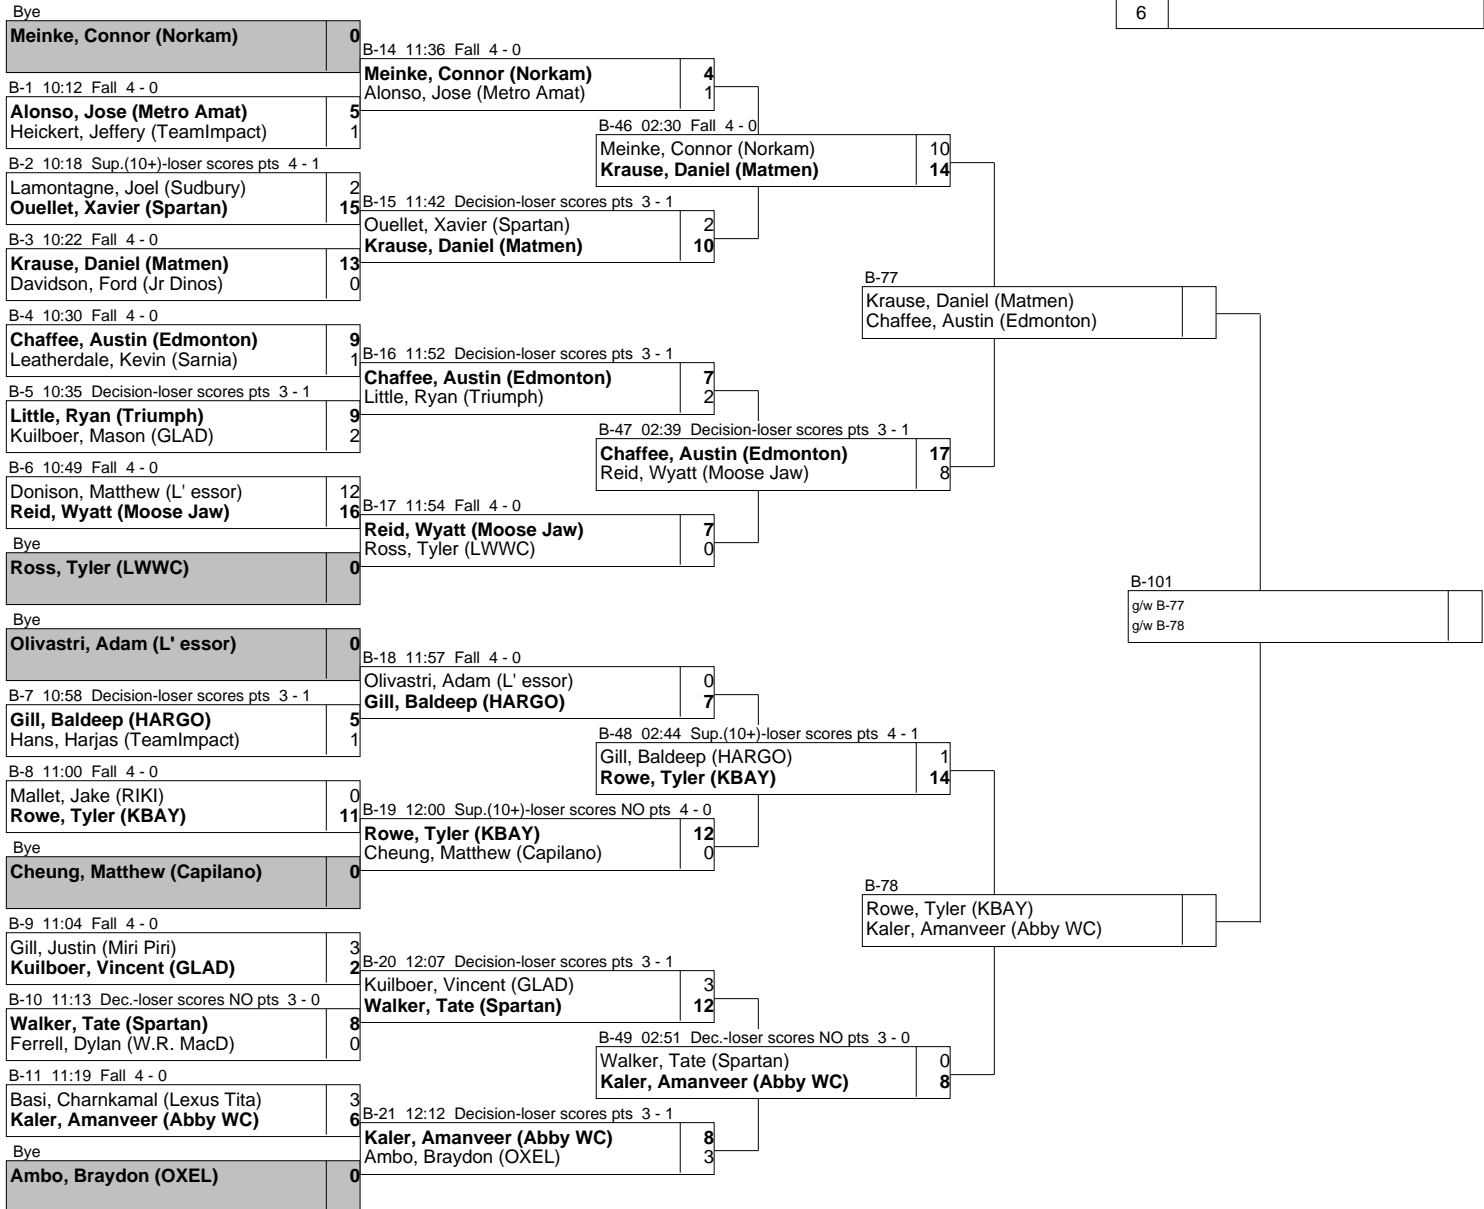 6
Bye
Meinke, Connor (Norkam) 0
B-1 10:12 Fall 4 - 0
Alonso, Jose (Metro Amat) 5
Heickert, Jeffery (TeamImpact) 1
B-2 10:18 Sup.(10+)-loser scores pts 4 - 1
Lamontagne, Joel (Sudbury) 2
Ouellet, Xavier (Spartan) 15
B-3 10:22 Fall 4 - 0
Krause, Daniel (Matmen) 13
Davidson, Ford (Jr Dinos) 0
B-4 10:30 Fall 4 - 0
Chaffee, Austin (Edmonton) 9
Leatherdale, Kevin (Sarnia) 1
B-5 10:35 Decision-loser scores pts 3 - 1
Little, Ryan (Triumph) 9
Kuilboer, Mason (GLAD) 2
B-6 10:49 Fall 4 - 0
Donison, Matthew (L' essor) 12
Reid, Wyatt (Moose Jaw) 16
Bye
Ross, Tyler (LWWC) 0
Bye
Olivastri, Adam (L' essor) 0
B-7 10:58 Decision-loser scores pts 3 - 1
Gill, Baldeep (HARGO) 5
Hans, Harjas (TeamImpact) 1
B-8 11:00 Fall 4 - 0
Mallet, Jake (RIKI) 0
Rowe, Tyler (KBAY) 11
Bye
Cheung, Matthew (Capilano) 0
B-9 11:04 Fall 4 - 0
Gill, Justin (Miri Piri) 3
Kuilboer, Vincent (GLAD) 2
B-10 11:13 Dec.-loser scores NO pts 3 - 0
Walker, Tate (Spartan) 8
Ferrell, Dylan (W.R. MacD) 0
B-11 11:19 Fall 4 - 0
Basi, Charnkamal (Lexus Tita) 3
Kaler, Amanveer (Abby WC) 6
Bye
Ambo, Braydon (OXEL) 0
B-14 11:36 Fall 4 - 0
Meinke, Connor (Norkam) 4
Alonso, Jose (Metro Amat) 1
B-15 11:42 Decision-loser scores pts 3 - 1
Ouellet, Xavier (Spartan) 2
Krause, Daniel (Matmen) 10
B-16 11:52 Decision-loser scores pts 3 - 1
Chaffee, Austin (Edmonton) 7
Little, Ryan (Triumph) 2
B-17 11:54 Fall 4 - 0
Reid, Wyatt (Moose Jaw) 7
Ross, Tyler (LWWC) 0
B-18 11:57 Fall 4 - 0
Olivastri, Adam (L' essor) 0
Gill, Baldeep (HARGO) 7
B-19 12:00 Sup.(10+)-loser scores NO pts 4 - 0
Rowe, Tyler (KBAY) 12
Cheung, Matthew (Capilano) 0
B-20 12:07 Decision-loser scores pts 3 - 1
Kuilboer, Vincent (GLAD) 3
Walker, Tate (Spartan) 12
B-21 12:12 Decision-loser scores pts 3 - 1
Kaler, Amanveer (Abby WC) 8
Ambo, Braydon (OXEL) 3
B-46 02:30 Fall 4 - 0
Meinke, Connor (Norkam) 10
Krause, Daniel (Matmen) 14
B-47 02:39 Decision-loser scores pts 3 - 1
Chaffee, Austin (Edmonton) 17
Reid, Wyatt (Moose Jaw) 8
B-48 02:44 Sup.(10+)-loser scores pts 4 - 1
Gill, Baldeep (HARGO) 1
Rowe, Tyler (KBAY) 14
B-49 02:51 Dec.-loser scores NO pts 3 - 0
Walker, Tate (Spartan) 0
Kaler, Amanveer (Abby WC) 8
B-77
Krause, Daniel (Matmen)
Chaffee, Austin (Edmonton)
B-78
Rowe, Tyler (KBAY)
Kaler, Amanveer (Abby WC)
B-101
g/w B-77
g/w B-78